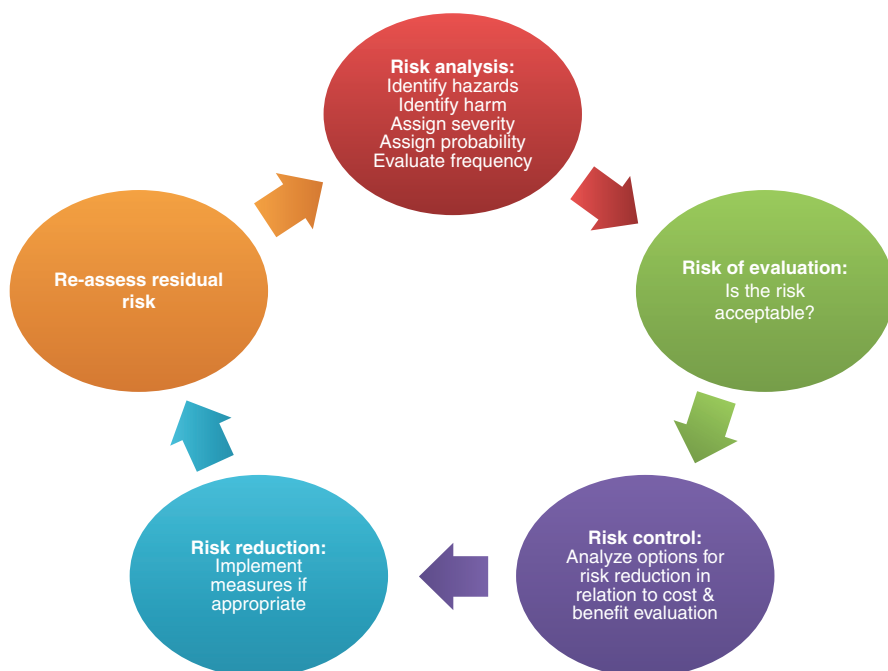 Risk analysis:
Identify hazards
Identify harm
Assign severity
Assign probability
Evaluate frequency
Risk of evaluation:
Is the risk
acceptable?
Risk control:
Analyze options for
risk reduction in
relation to cost &
benefit evaluation
Risk reduction:
Implement
measures if
appropriate
Re-assess residual
risk